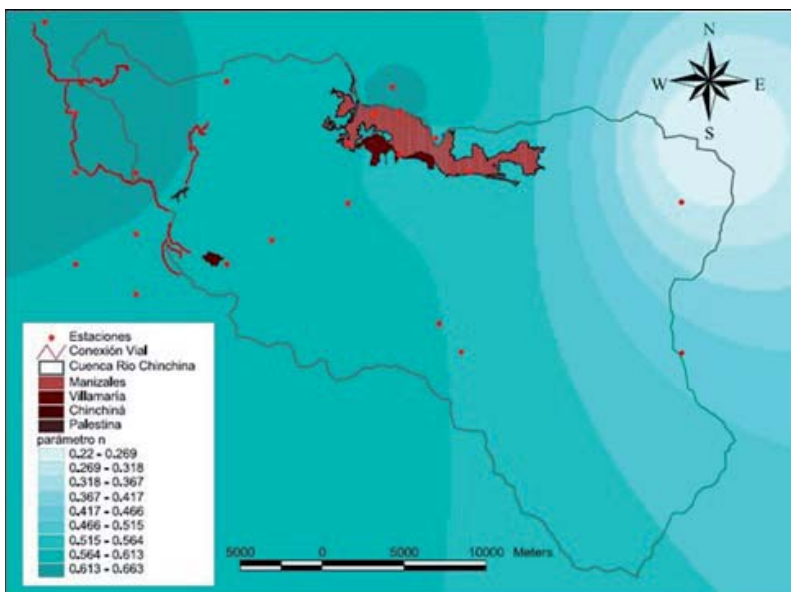 N
W E
S
Estaciones
Conexión Vial
Cuenca Rio Chinchina
Manizales
Villamaría
Chinchiná
Palestina
parámetro n
0.22 - 0.269
0.269 - 0.318
0.318 - 0.367
0.367 - 0.417
0.417 - 0.466
0.466 - 0.515
0.515 - 0.564
0.564 - 0.613
0.613 - 0.663
5000 0 5000 10000 Meters